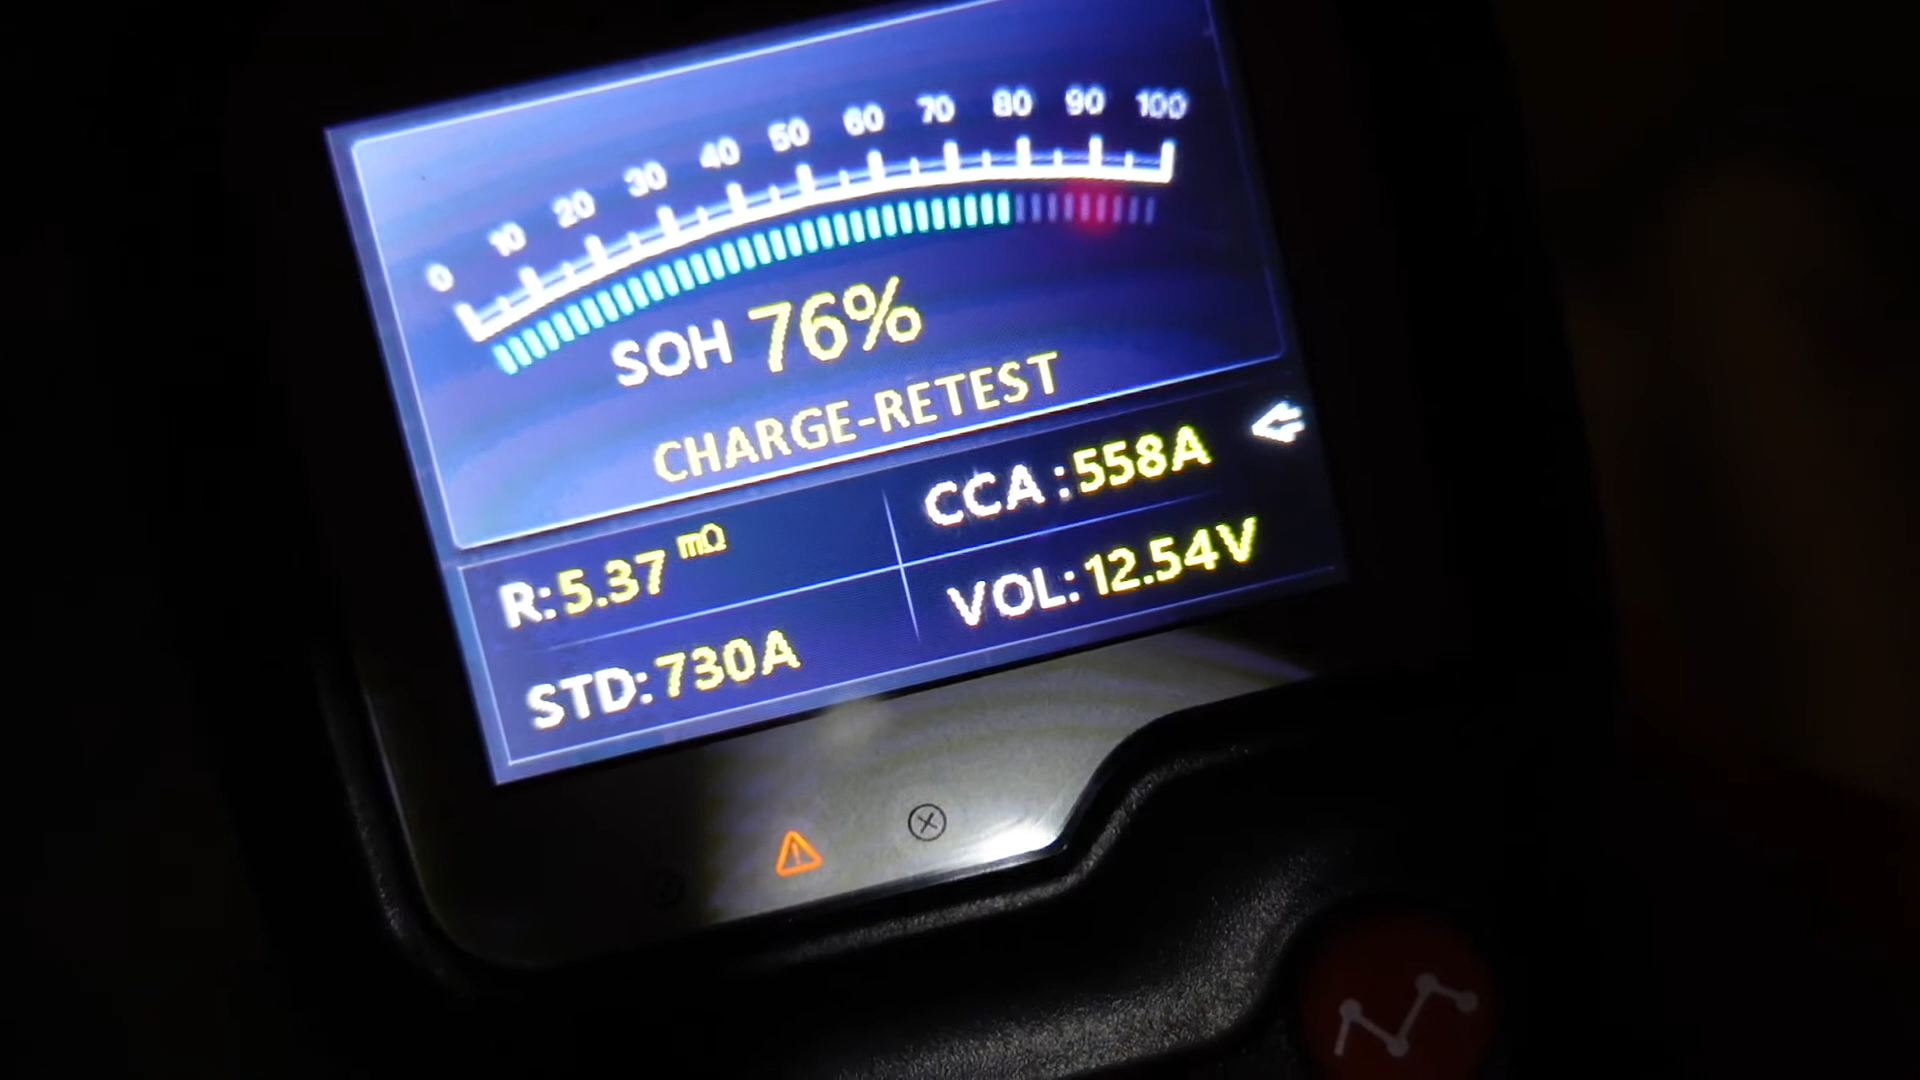 0 10 20 30 40 50 60 70 80 90 100
SOH 76%
CHARGE-RETEST
R:5.37 mΩ
CCA :558A
STD:730A
VOL:12.54V